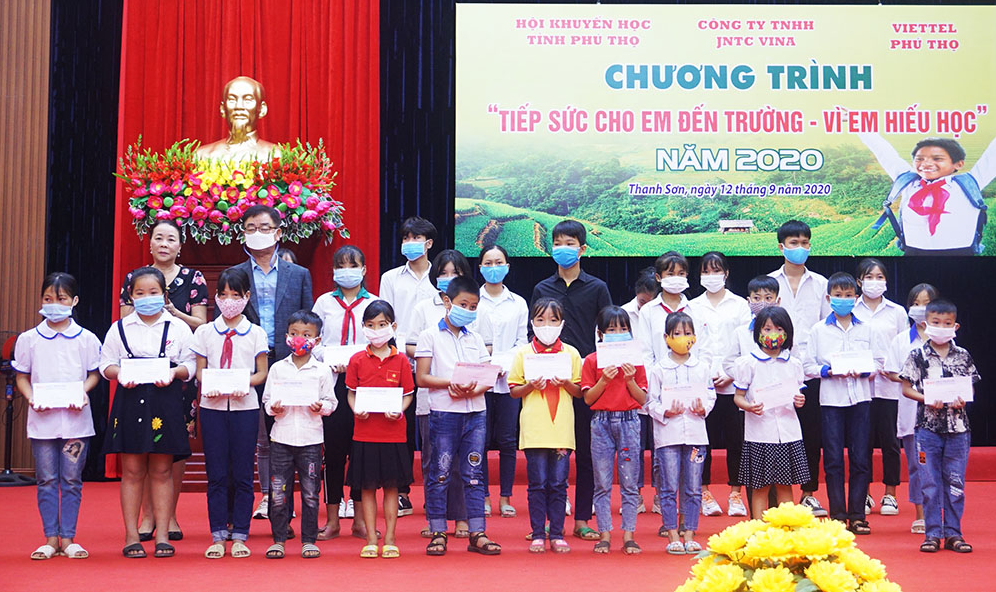 HỘI KHUYẾN HỌC
TỈNH PHÚ THỌ
CÔNG TY TNHH
JNTC VINA
VIETTEL
PHÚ THỌ
CHƯƠNG TRÌNH
"TIẾP SỨC CHO EM ĐẾN TRƯỜNG - VÌ EM HIẾU HỌC"
NĂM 2020
Thanh Sơn, ngày 12 tháng 9 năm 2020